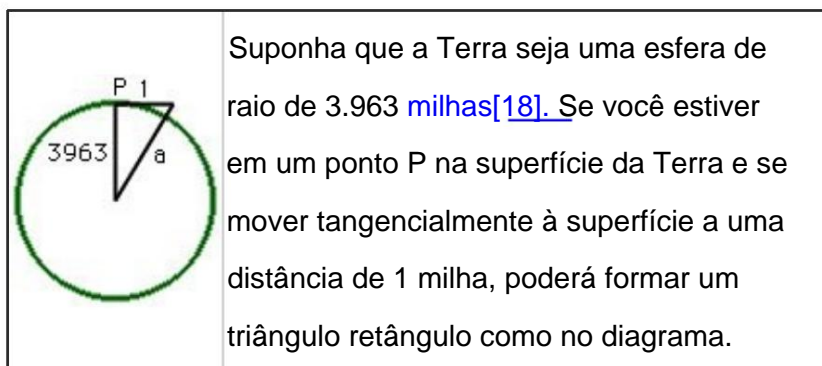 P 1
3963
a
Suponha que a Terra seja uma esfera de
raio de 3.963 milhas[18]. Se você estiver
em um ponto P na superfície da Terra e se
mover tangencialmente à superfície a uma
distância de 1 milha, poderá formar um
triângulo retângulo como no diagrama.